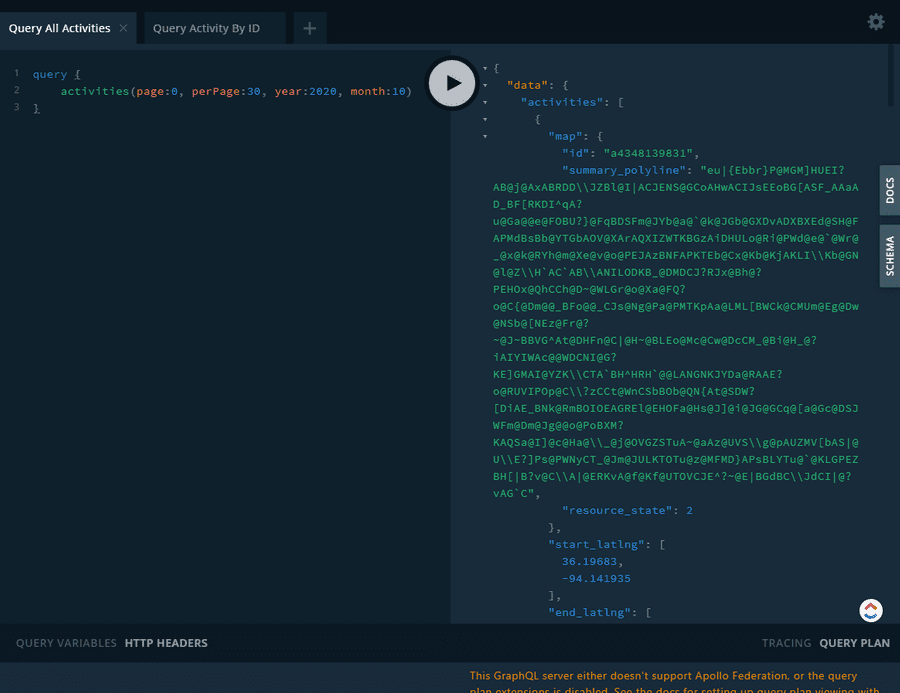 Query All Activities ×
Query Activity By ID
+
1 query {
2 activities(page:0, perPage:30, year:2020, month:10)
3 }
{
"data": {
"activities": [
{
"map": {
"id": "a4348139831",
"summary_polyline": "eu|{Ebbr}P@MGM]HUEI?
AB@j@AxABRDD\\JZBl@I|ACJENS@GCoAHwACIJsEEoBG[ASF_AAaA
D_BF[RKDI^qA?
u@Ga@@e@FOBU?}@FqBDSFm@JYb@a@`@k@JGb@GXDvADXBXEd@SH@F
APMdBsBb@YTGbAOV@XArAQXIZWTKBGzAiDHULo@Ri@PWd@e@`@Wr@
_@x@k@RYh@m@Xe@v@o@PEJAzBNFAPKTEb@Cx@Kb@KjAKLI\\Kb@GN
@l@Z\\H`AC`AB\\ANILODKB_@DMDCJ?RJx@Bh@?
PEHOx@QhCCh@D~@WLGr@o@Xa@FQ?
o@C{@Dm@@_BFo@@_CJs@Ng@Pa@PMTKpAa@LML[BWCk@CMUm@Eg@Dw
@NSb@[NEz@Fr@?
~@J~BBVG^At@DHFn@C|@H~@BLEo@Mc@Cw@DcCM_@Bi@H_@?
iAIYIWAc@@WDCNI@G?
KE]GMAI@YZK\\CTA`BH^HRH`@@LANGNKJYDa@RAAE?
o@RUVIPOp@C\\?zCCt@WnCSbBOb@QN{At@SDW?
[DiAE_BNk@RmBOIOEAGREl@EHOFa@Hs@J]@i@JG@GCq@[a@Gc@DSJ
WFm@Dm@Jg@@o@PoBXM?
KAQSa@I]@c@Ha@\\_@j@OVGZSTuA~@aAz@UVS\\g@pAUZMV[bAS|@
U\\E?]Ps@PWNyCT_@Jm@JULKTOTu@z@MFMD}APsBLYTu@`@KLGPEZ
BH[|B?v@C\\A|@ERKvA@f@Kf@UTOVCJE^?~@E|BGdBC\\JdCI|@?
vAG`C",
"resource_state": 2
},
"start_latlng": [
36.19683,
-94.141935
],
"end_latlng": [
DOCS
SCHEMA
QUERY VARIABLES HTTP HEADERS
TRACING QUERY PLAN
This GraphQL server either doesn't support Apollo Federation, or the query
plan extensions is disabled. See the docs for setting up query plan viewing with